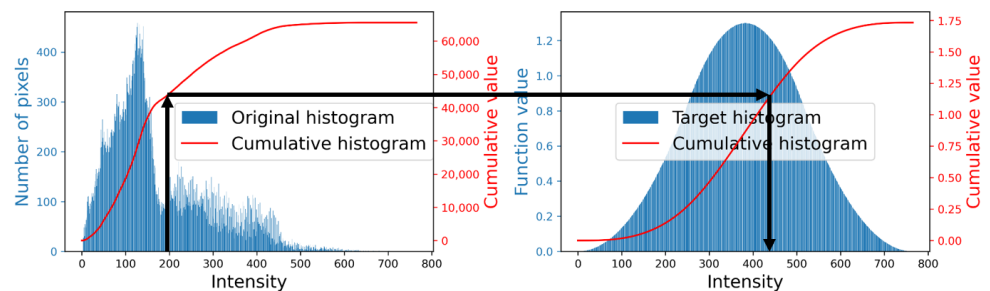 Number of pixels
400
300
200
100
0
60,000
50,000
40,000
30,000
20,000
10,000
0
Cumulative value
Original histogram
Cumulative histogram
0 100 200 300 400 500 600 700 800
Intensity
Function value
1.2
1.0
0.8
0.6
0.4
0.2
0.0
1.75
1.50
1.25
1.00
0.75
0.50
0.25
0.00
Cumulative value
Target histogram
Cumulative histogram
0 100 200 300 400 500 600 700 800
Intensity